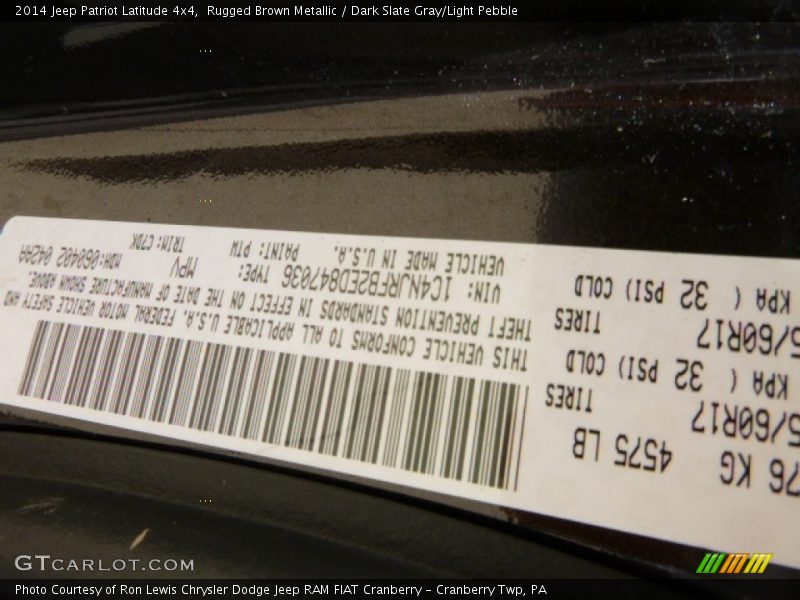 2014 Jeep Patriot Latitude 4x4, Rugged Brown Metallic / Dark Slate Gray/Light Pebble
76 KG 4575 LB
5/60R17 TIRES
KPA ( 32 PSI) COLD
5/60R17 TIRES
KPA ( 32 PSI) COLD
THIS VEHICLE CONFORMS TO ALL APPLICABLE U.S.A. FEDERAL MOTOR VEHICLE SAFETY AND
THEFT PREVENTION STANDARDS IN EFFECT ON THE DATE OF MANUFACTURE SHOWN ABOVE.
VIN: 1C4NJRFB2ED847036 TYPE: MPV
VEHICLE MADE IN U.S.A. PAINT: PTW TRIM: C7DK MDH:060402 042AA
GTCARLOT.COM
Photo Courtesy of Ron Lewis Chrysler Dodge Jeep RAM FIAT Cranberry - Cranberry Twp, PA